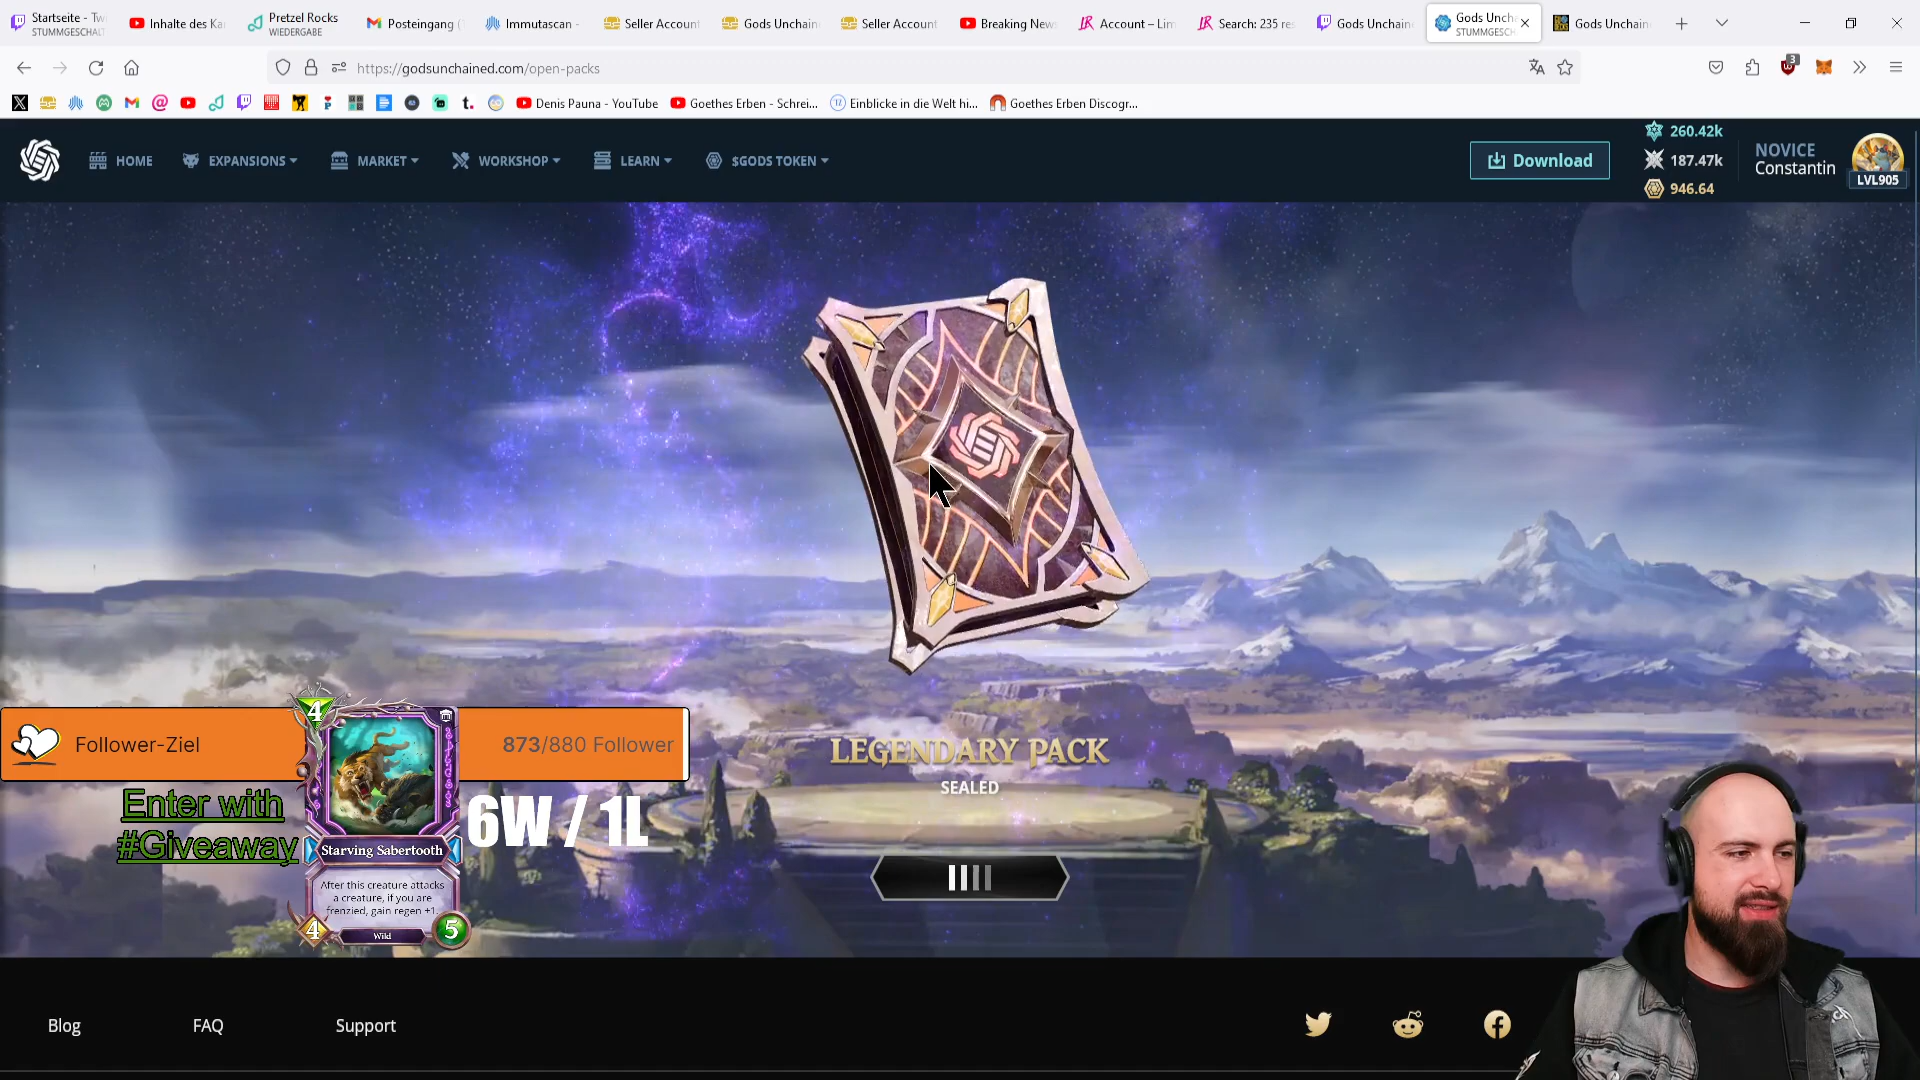 Startseite - Tw
STUMMGESCHALT
Inhalte des Ka
Pretzel Rocks
WIEDERGABE
Posteingang (
Immutascan -
Seller Account
Gods Unchain
Seller Account
Breaking New
Account – Lim
Search: 235 res
Gods Unchain
Gods Uncha
STUMMGESCH
Gods Unchain
https://godsunchained.com/open-packs
3
Denis Pauna - YouTube
Goethes Erben - Schrei...
Einblicke in die Welt hi...
Goethes Erben Discogr...
HOME
EXPANSIONS
MARKET
WORKSHOP
LEARN
$GODS TOKEN
Download
260.42k
187.47k
946.64
NOVICE
Constantin
LVL905
Follower-Ziel
873/880 Follower
Enter with
#Giveaway
4
Starving Sabertooth
After this creature attacks
a creature, if you are
frenzied, gain regen +1.
4
Wild
5
6W / 1L
LEGENDARY PACK
SEALED
Blog
FAQ
Support